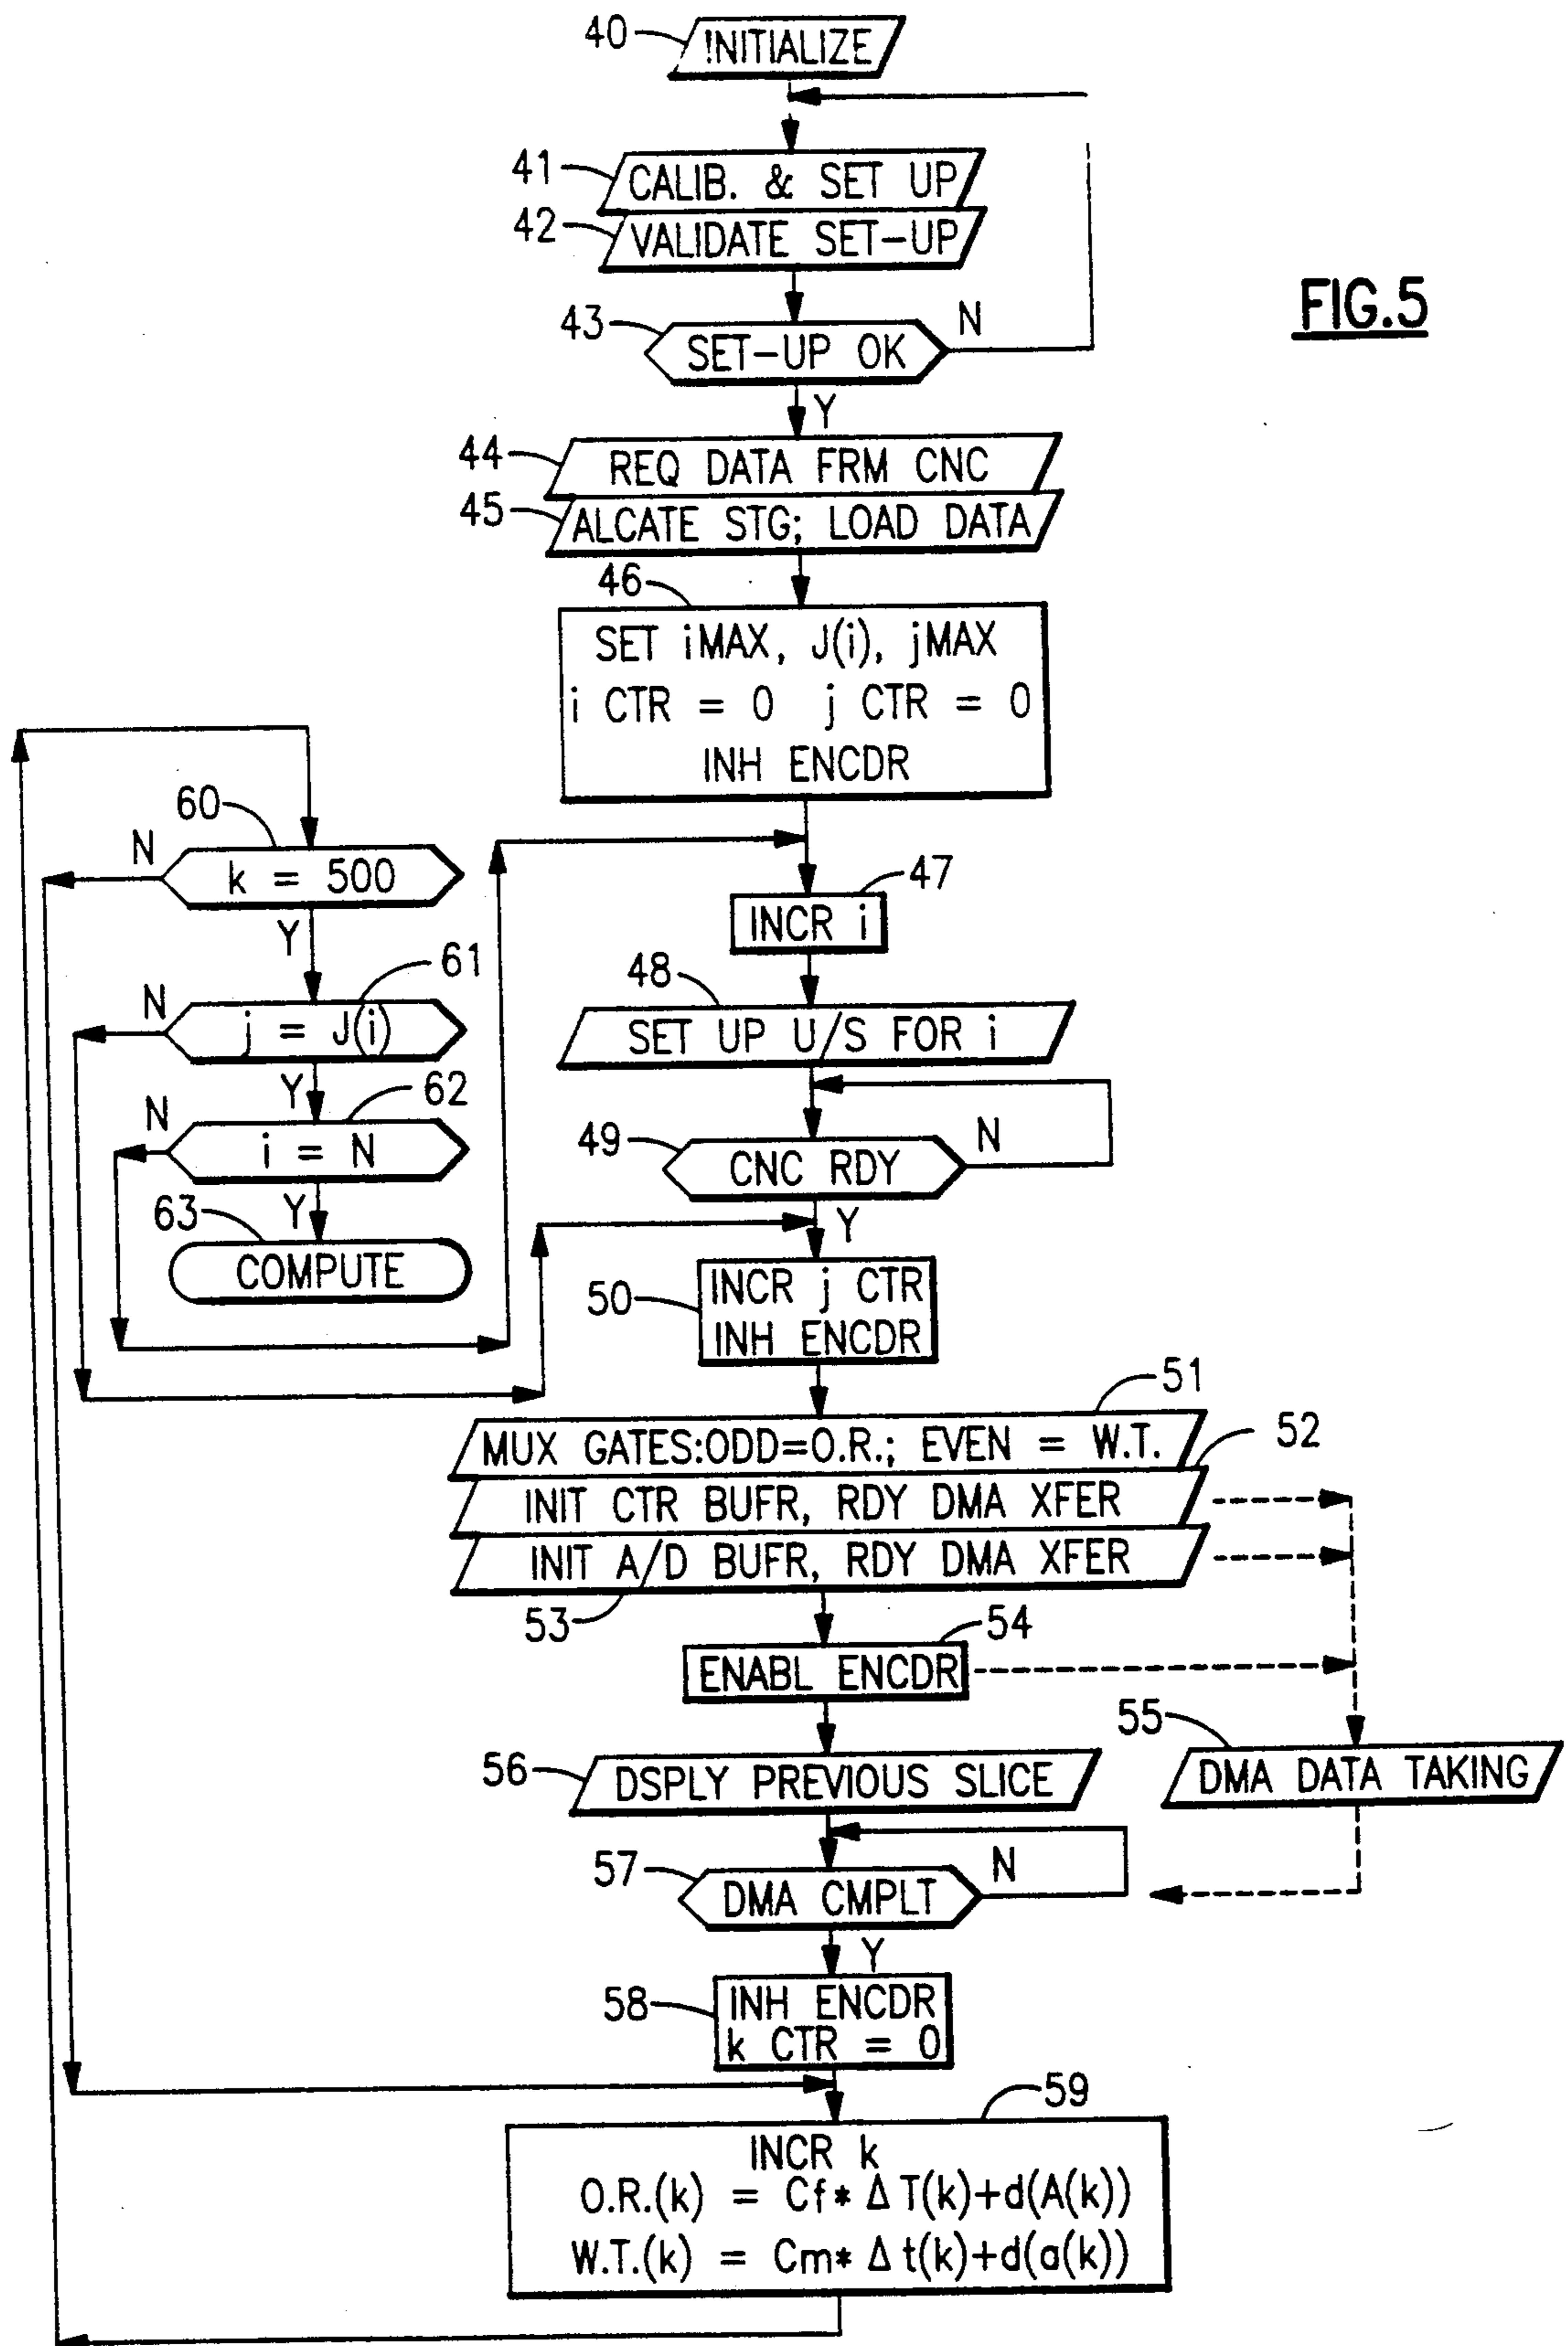 40
!NITIALIZE
41
CALIB. & SET UP
42
VALIDATE SET-UP
FIG.5
43
SET-UP OK
N
Y
44
REQ DATA FRM CNC
45
ALCATE STG; LOAD DATA
46
SET iMAX, J(i), jMAX
i CTR = 0 j CTR = 0
INH ENCDR
60
N
k = 500
Y
47
INCR i
61
N
j = J(i)
Y
48
SET UP U/S FOR i
62
N
i = N
Y
49
CNC RDY
N
Y
63
COMPUTE
50
INCR j CTR
INH ENCDR
51
MUX GATES:ODD=O.R.; EVEN = W.T.
52
INIT CTR BUFR, RDY DMA XFER
INIT A/D BUFR, RDY DMA XFER
53
54
ENABL ENCDR
55
DMA DATA TAKING
56
DSPLY PREVIOUS SLICE
57
DMA CMPLT
N
Y
58
INH ENCDR
k CTR = 0
59
INCR k
O.R.(k) = Cf* Δ T(k)+d(A(k))
W.T.(k) = Cm* Δ t(k)+d(a(k))